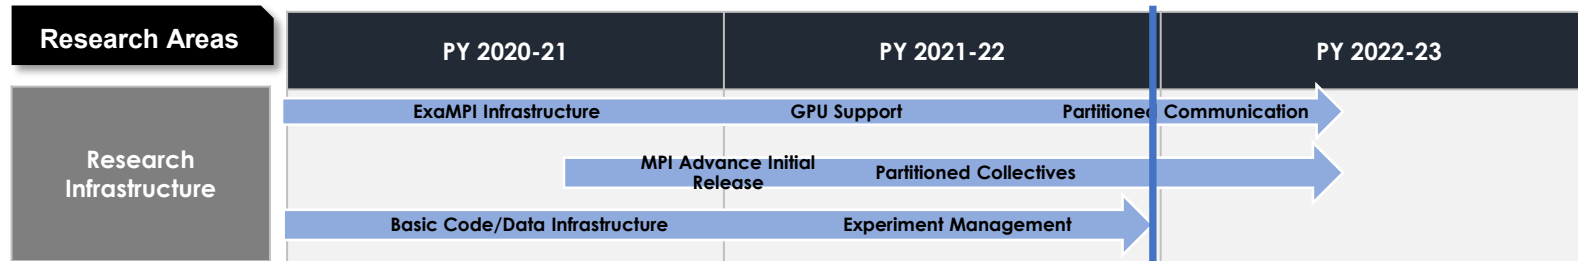 Research Areas
PY 2020-21
PY 2021-22
PY 2022-23
Research
Infrastructure
ExaMPI Infrastructure
GPU Support
Partitioned Communication
MPI Advance Initial
Release
Partitioned Collectives
Basic Code/Data Infrastructure
Experiment Management